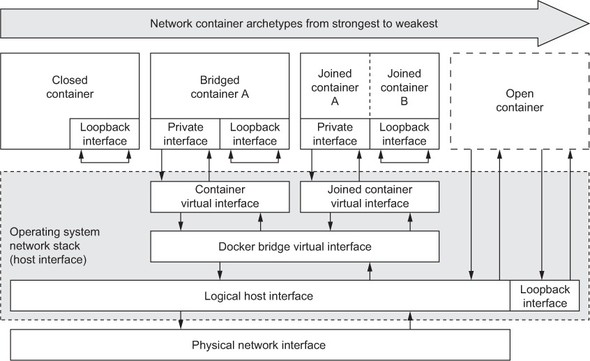 Network container archetypes from strongest to weakest
Closed
container
Loopback
interface
Bridged
container A
Private
interface
Loopback
interface
Joined
container
A
Joined
container
B
Private
interface
Loopback
interface
Open
container
Container
virtual interface
Joined container
virtual interface
Operating system
network stack
(host interface)
Docker bridge virtual interface
Logical host interface
Loopback
interface
Physical network interface